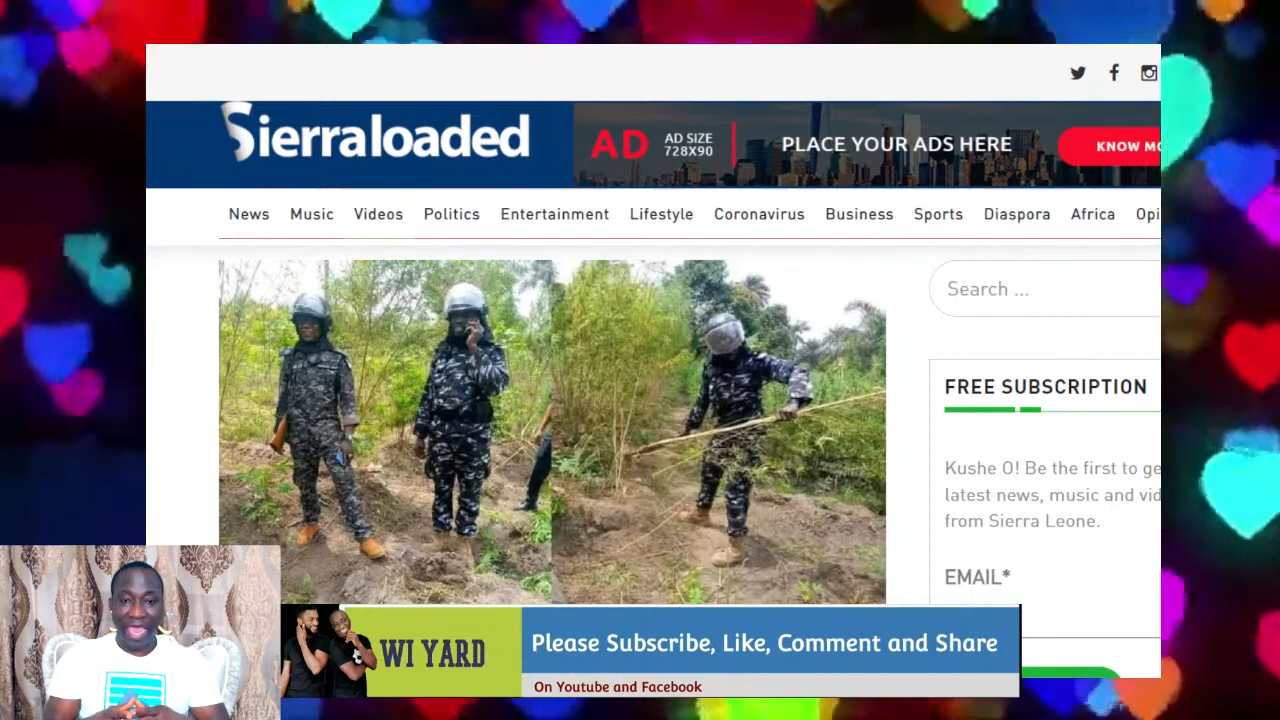 Sierraloaded
AD
AD SIZE
728X90
PLACE YOUR ADS HERE
KNOW MO
News Music Videos Politics Entertainment Lifestyle Coronavirus Business Sports Diaspora Africa Opi
Search ...
FREE SUBSCRIPTION
Kushe O! Be the first to ge
latest news, music and vid
from Sierra Leone.
EMAIL*
WI YARD
Please Subscribe, Like, Comment and Share
On Youtube and Facebook